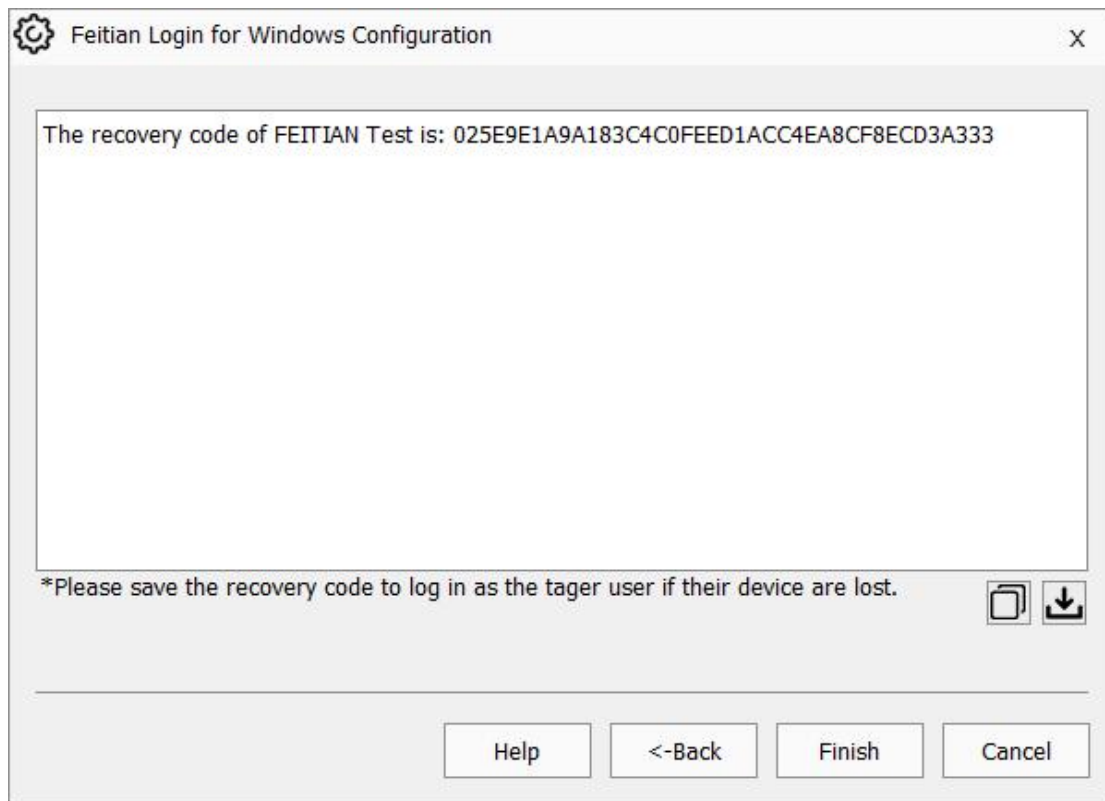 Feitian Login for Windows Configuration
X
The recovery code of FEITIAN Test is: 025E9E1A9A183C4C0FEED1ACC4EA8CF8ECD3A333
*Please save the recovery code to log in as the tager user if their device are lost.
Help
<-Back
Finish
Cancel